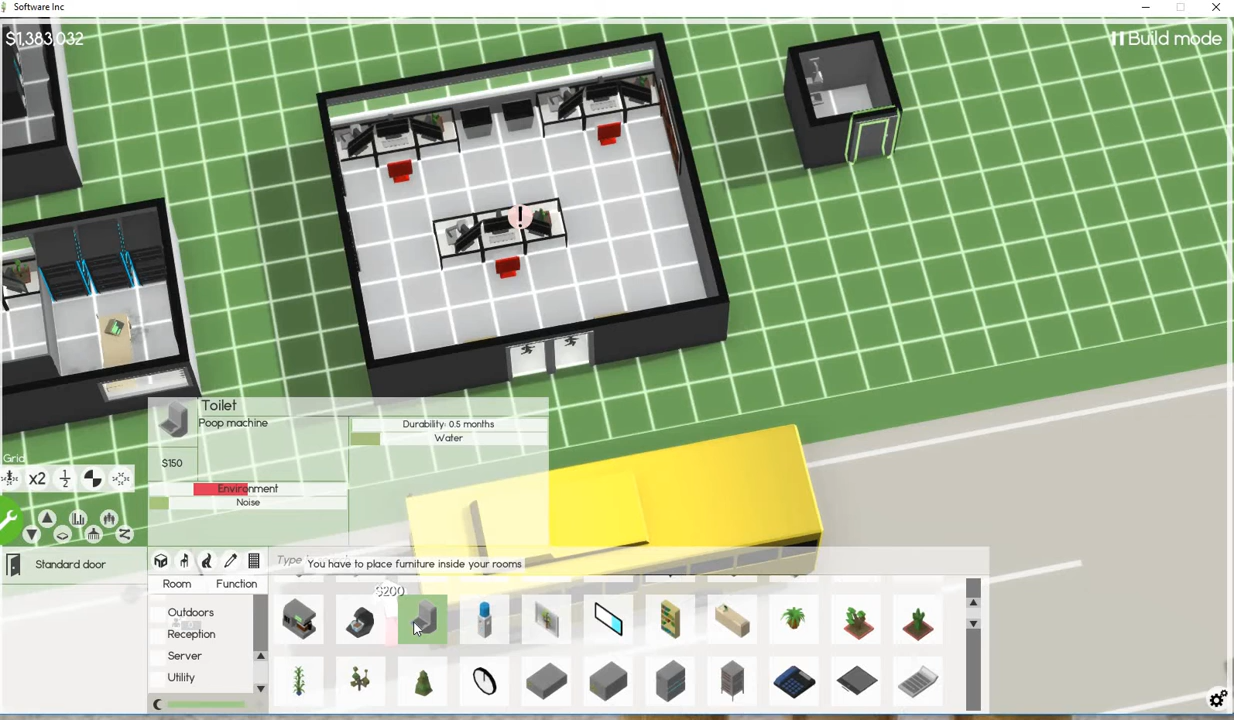 Software Inc
$1,383,032
Build mode
Toilet
Poop machine
$150
Environment
Noise
Durability: 0.5 months
Water
Grid
x2
1/2
Standard door
Type
You have to place furniture inside your rooms
Room
Function
$200
Outdoors
Reception
Server
Utility